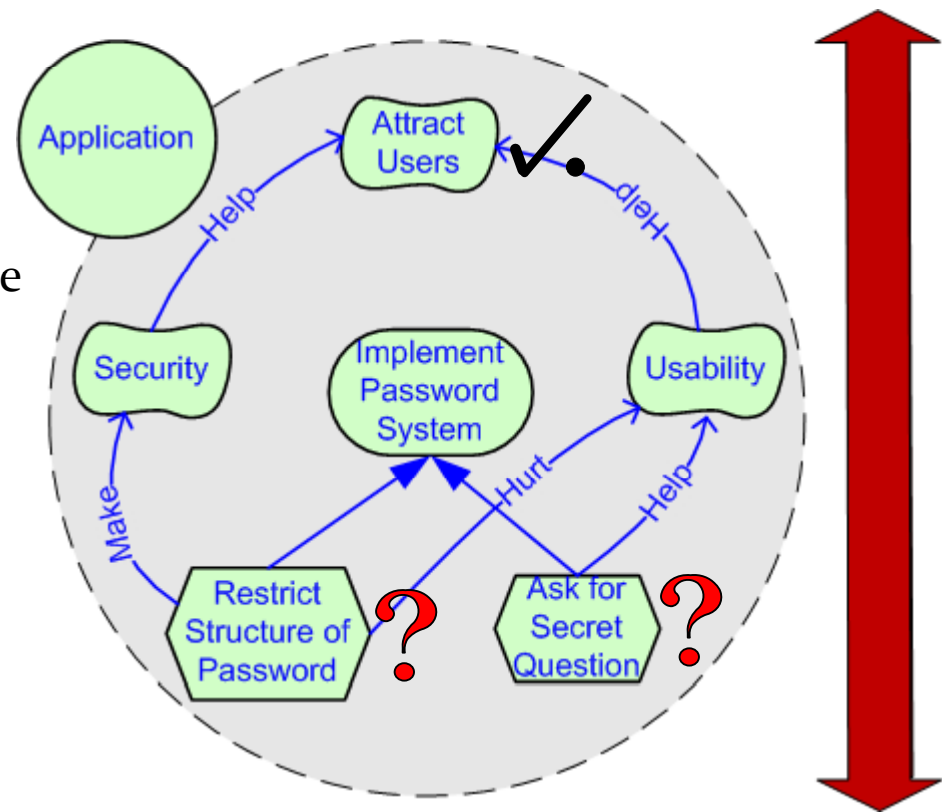 Application
Attract
Users
Help
Help
e
Security
Implement
Password
System
Usability
Hurt
Help
Make
Restrict
Structure of
Password
?
Ask for
Secret
Question
?